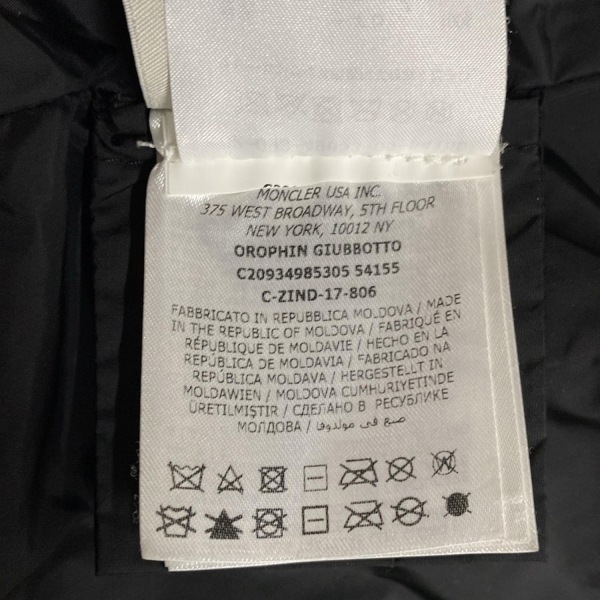 MONCLER USA INC.
375 WEST BROADWAY, 5TH FLOOR
NEW YORK, 10012 NY
OROPHIN GIUBBOTTO
C20934985305 54155
C-ZIND-17-806
FABBRICATO IN REPUBBLICA MOLDOVA / MADE
IN THE REPUBLIC OF MOLDOVA / FABRIQUÉ EN
RÉPUBLIQUE DE MOLDAVIE / HECHO EN LA
REPÚBLICA DE MOLDAVIA / FABRICADO NA
REPÚBLICA MOLDAVA / HERGESTELLT IN
MOLDAWIEN / MOLDOVA CUMHURIYETINDE
ÜRETILMIŞTIR / СДЕЛАНО В РЕСПУБЛИКЕ
МОЛДОВА / صنع في مولدوفا